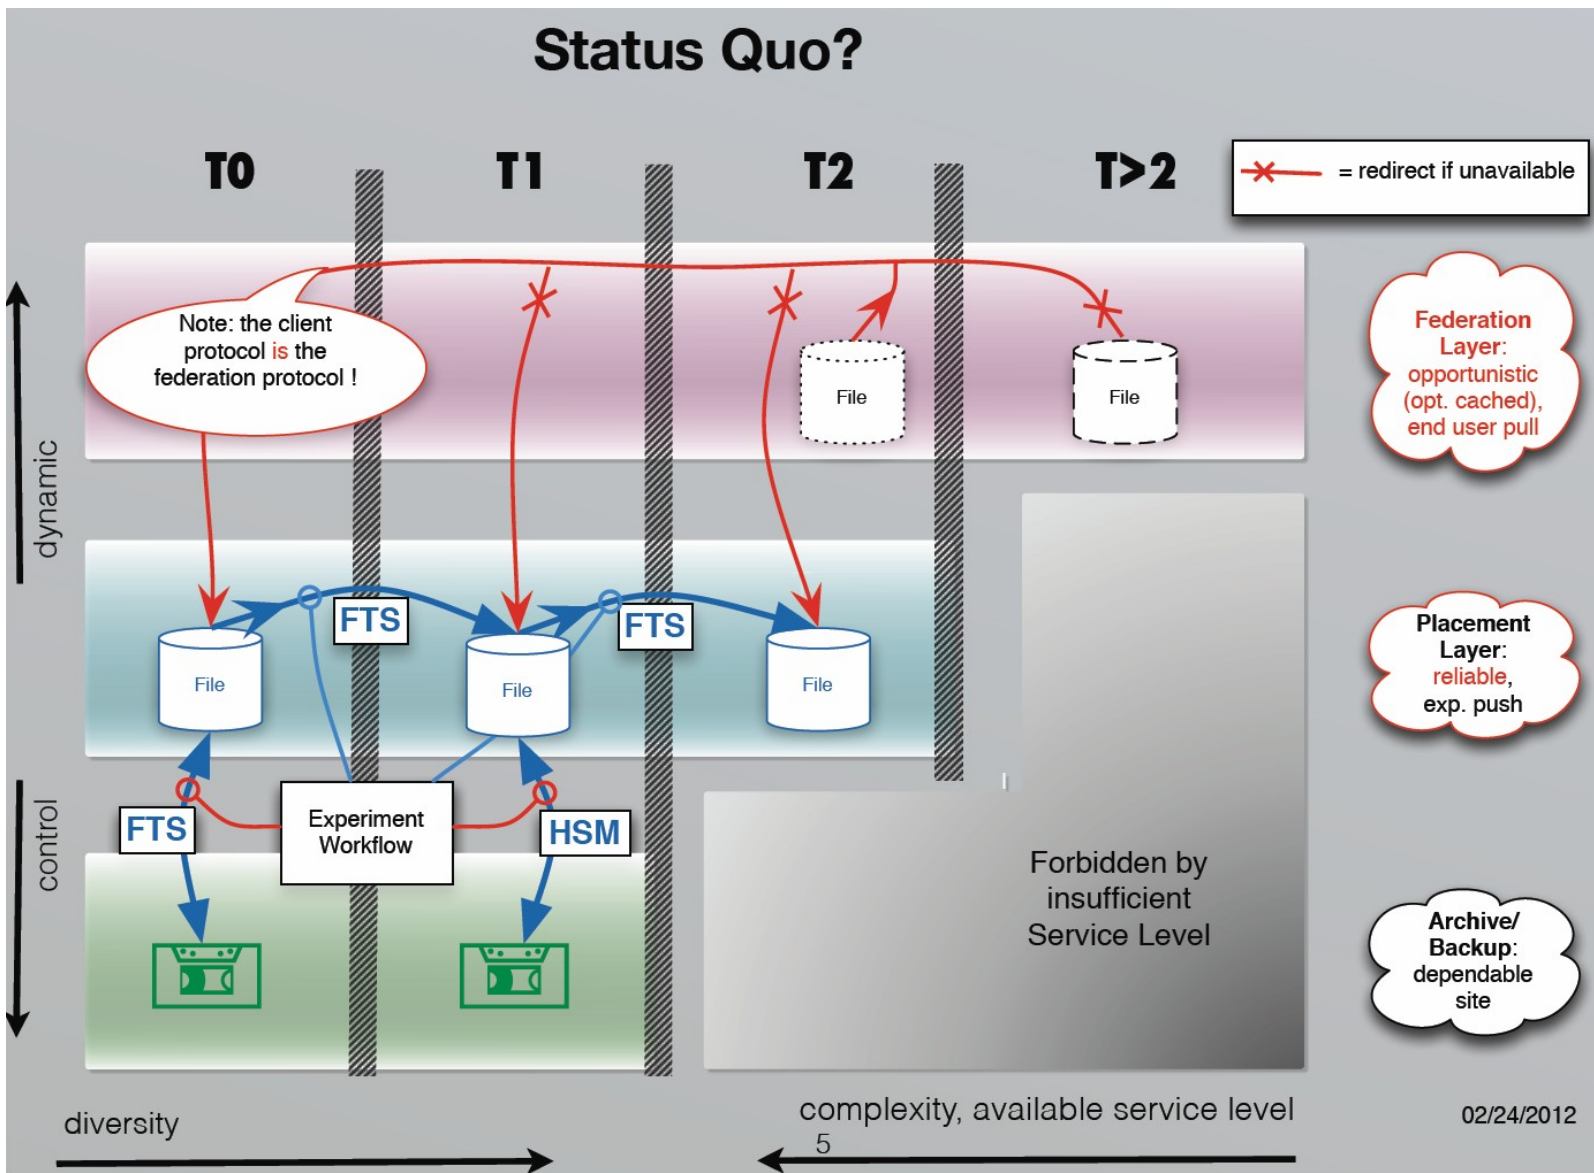 Status Quo?
T0
T1
T2
T>2
= redirect if unavailable
Note: the client
protocol is the
federation protocol !
File
File
Federation
Layer:
opportunistic
(opt. cached),
end user pull
dynamic
FTS
FTS
File
File
File
Placement
Layer:
reliable,
exp. push
control
FTS
Experiment
Workflow
HSM
Forbidden by
insufficient
Service Level
Archive/
Backup:
dependable
site
diversity
complexity, available service level
5
02/24/2012